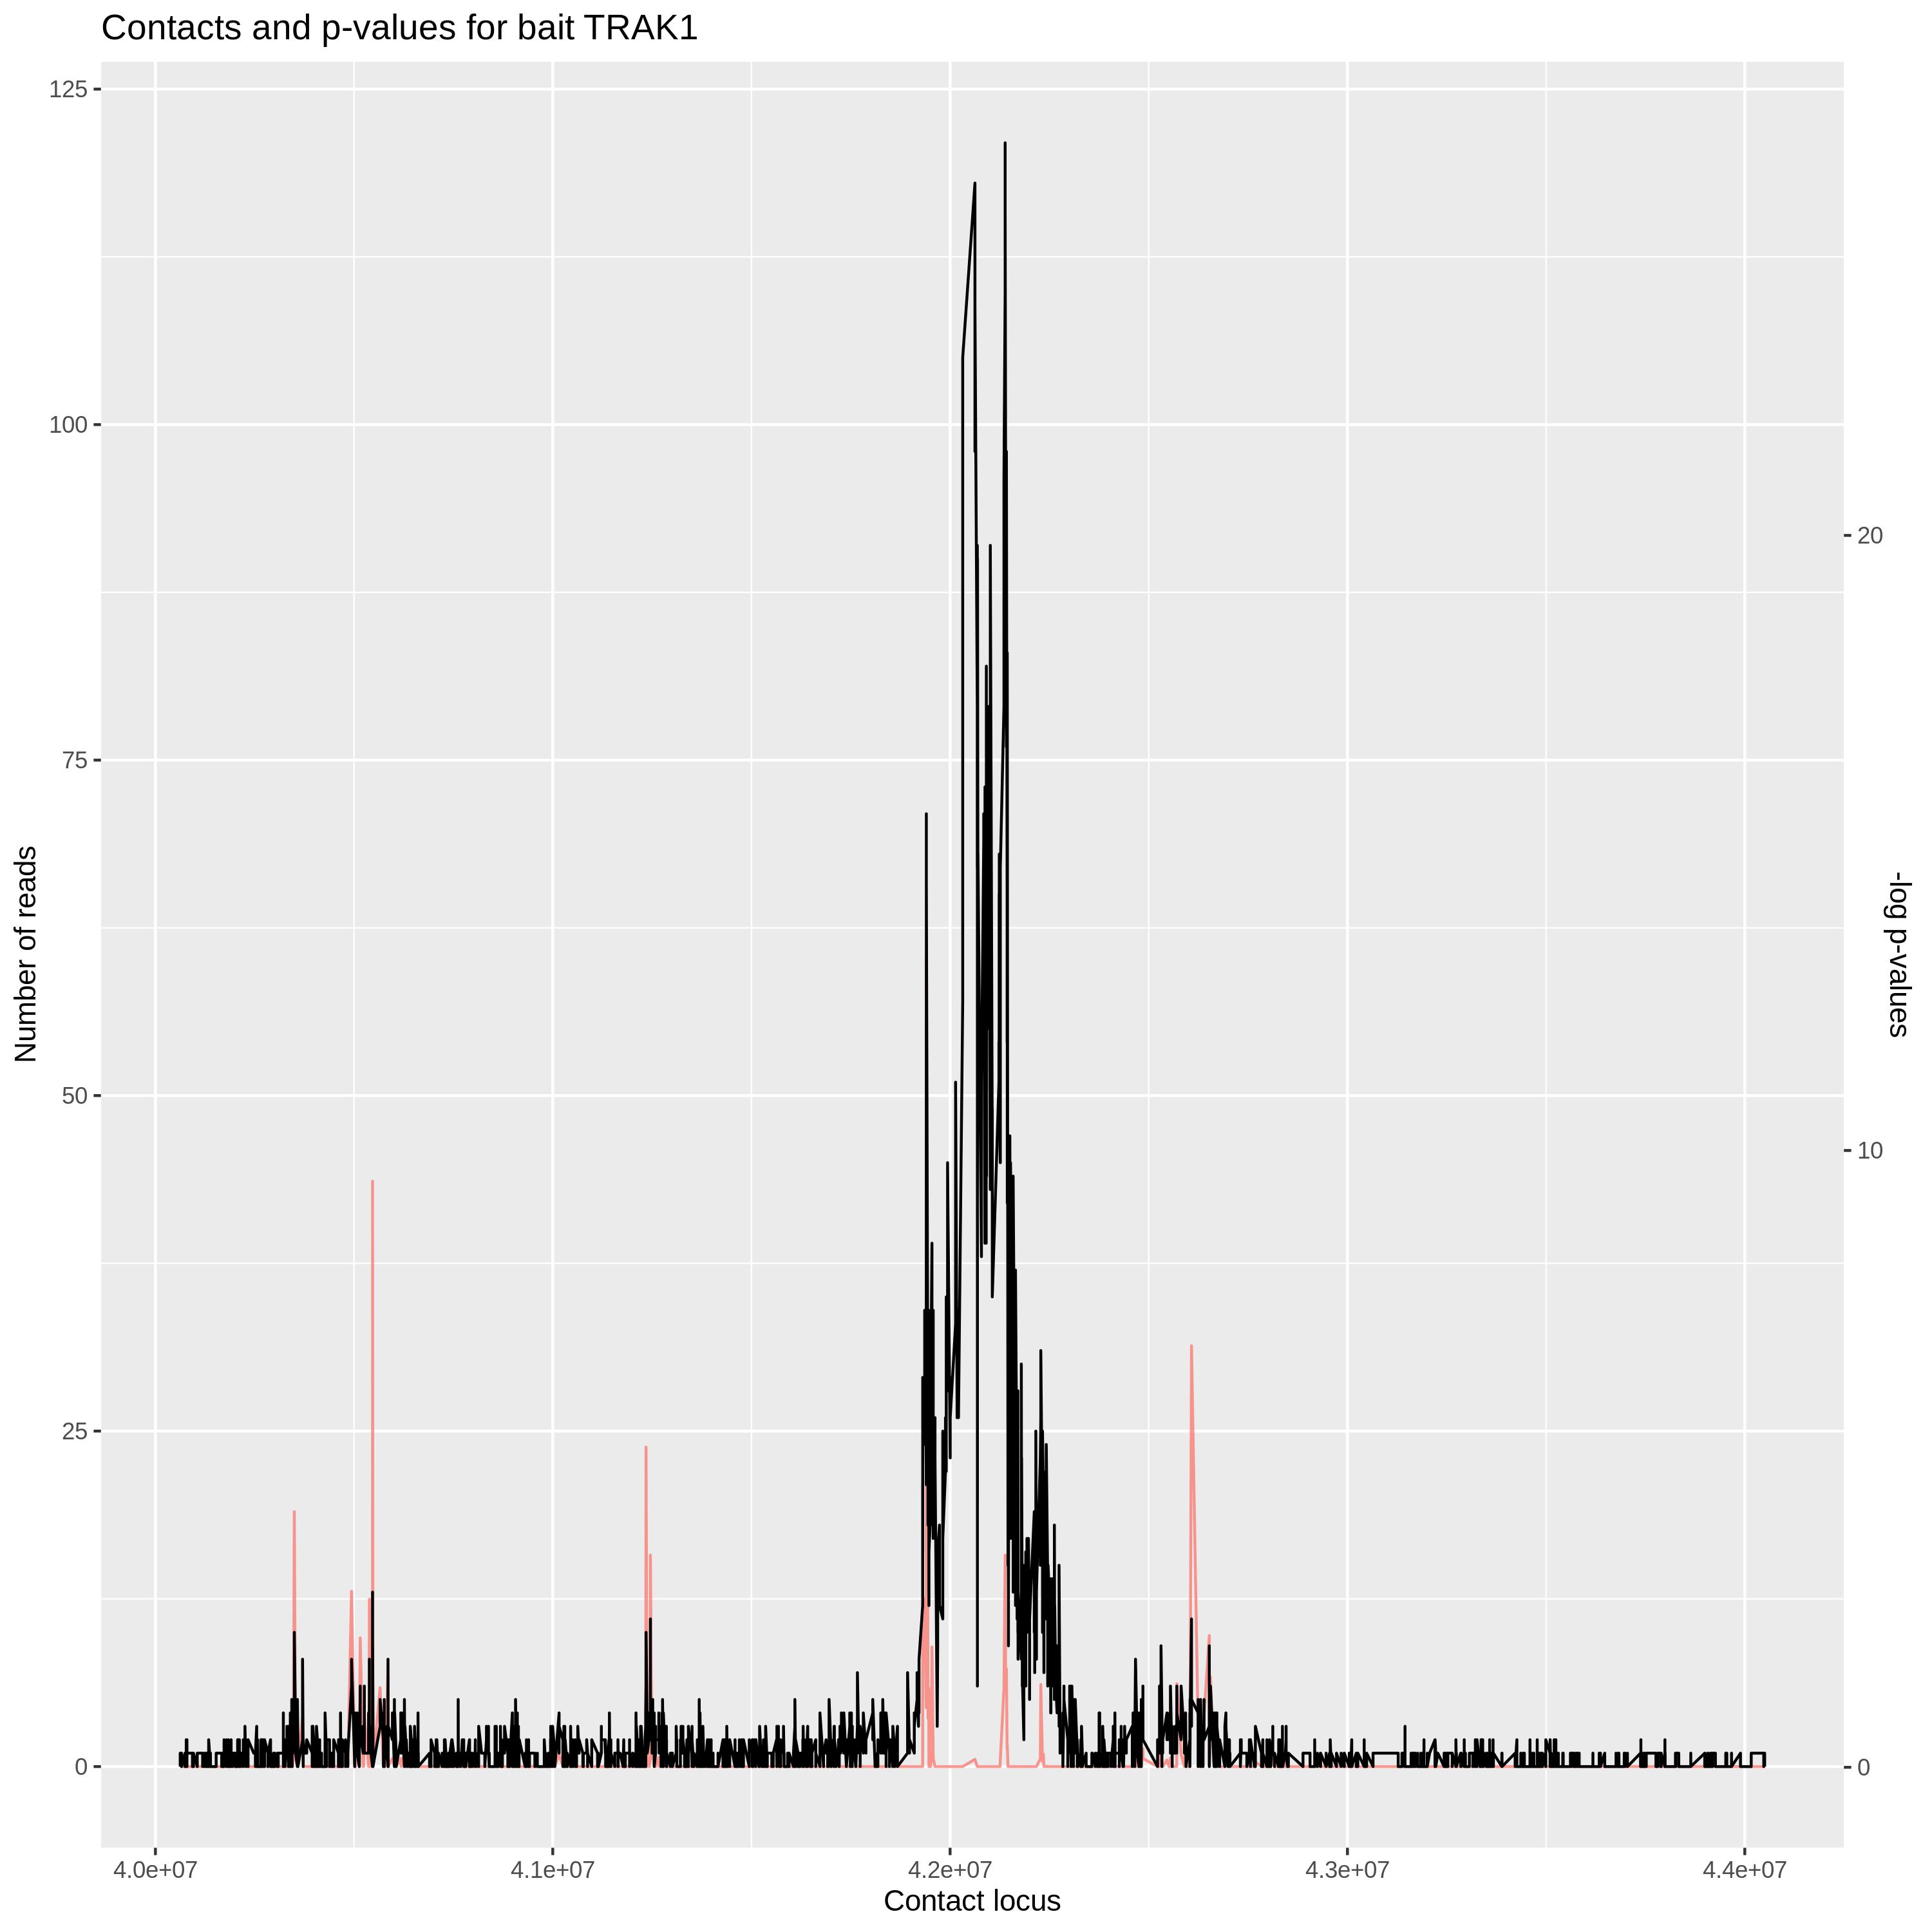 Contacts and p-values for bait TRAK1
125
100
75
50
25
0
Number of reads
20
10
0
-log p-values
4.0e+07
4.1e+07
4.2e+07
4.3e+07
4.4e+07
Contact locus